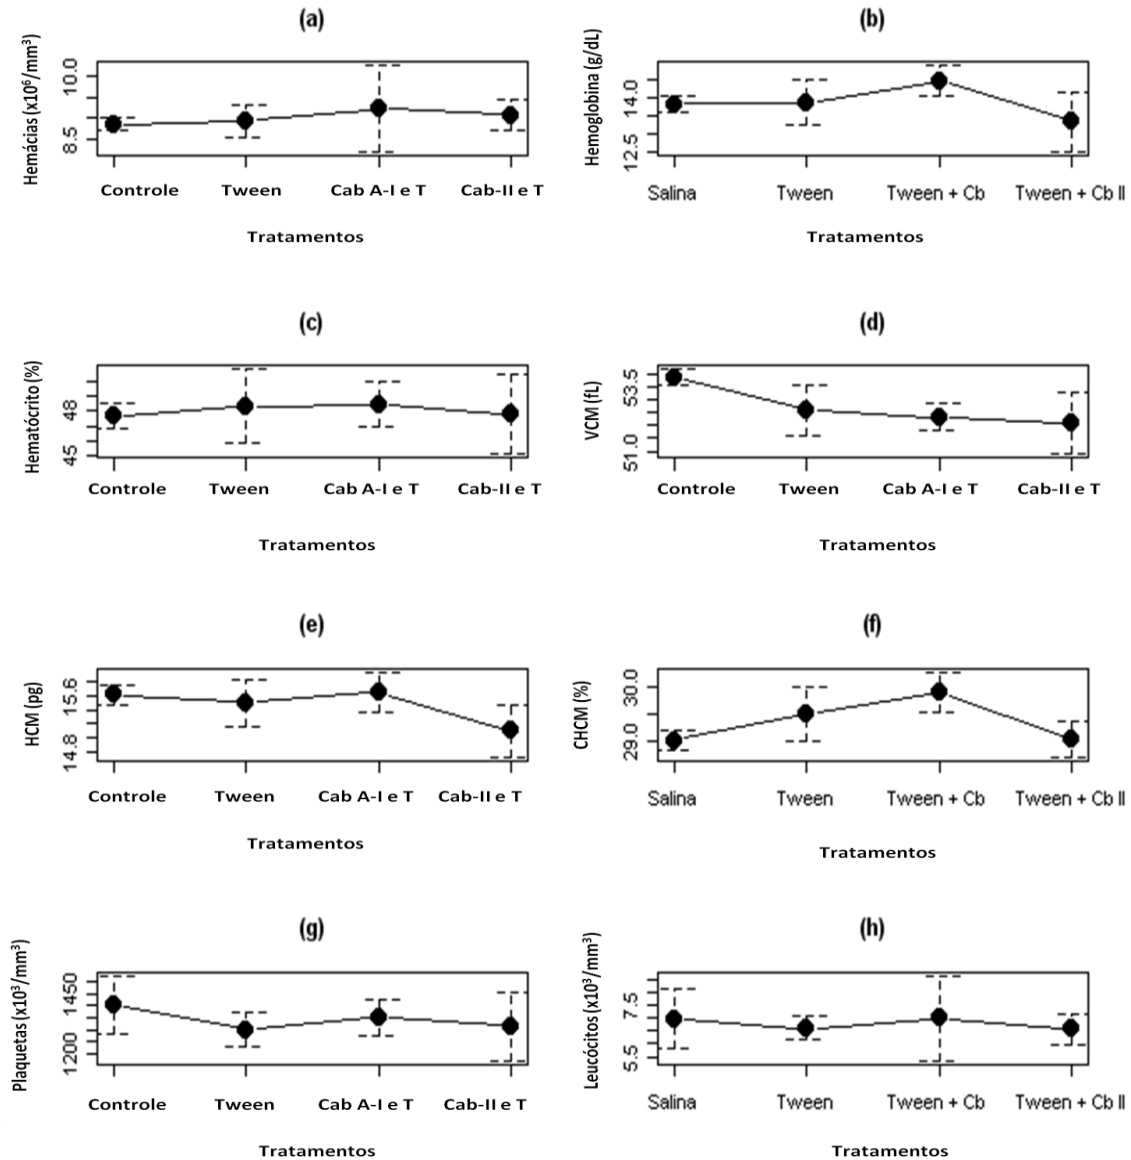 (a)
Hemácias (x10⁶/mm³)
10.0
8.5
Controle Tween Cab A-I e T Cab-II e T
Tratamentos
(b)
Hemoglobina (g/dL)
14.0
12.5
Salina Tween Tween + Cb Tween + Cb II
Tratamentos
(c)
Hematócrito (%)
48
45
Controle Tween Cab A-I e T Cab-II e T
Tratamentos
(d)
VCM (fL)
53.5
51.0
Controle Tween Cab A-I e T Cab-II e T
Tratamentos
(e)
HCM (pg)
15.6
14.8
Controle Tween Cab A-I e T Cab-II e T
Tratamentos
(f)
CHCM (%)
30.0
29.0
Salina Tween Tween + Cb Tween + Cb II
Tratamentos
(g)
Plaquetas (x10³/mm³)
1450
1200
Controle Tween Cab A-I e T Cab-II e T
Tratamentos
(h)
Leucócitos (x10³/mm³)
7.5
5.5
Salina Tween Tween + Cb Tween + Cb II
Tratamentos